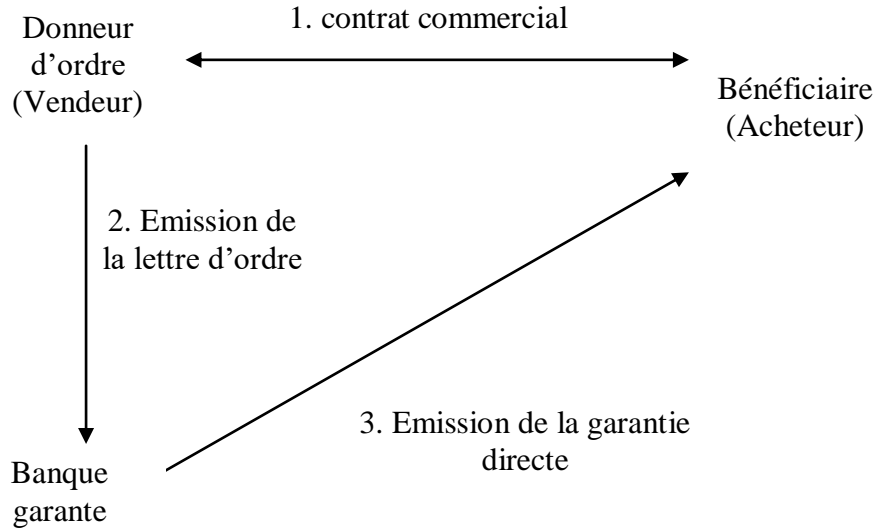 Donneur
d’ordre
(Vendeur)
1. contrat commercial
Bénéficiaire
(Acheteur)
2. Emission de
la lettre d’ordre
3. Emission de la garantie
directe
Banque
garante